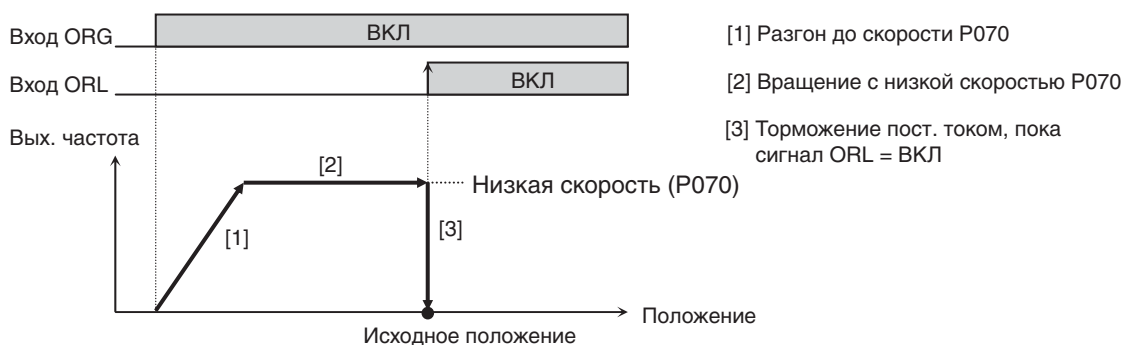 Вход ORG
ВКЛ
[1] Разгон до скорости P070
Вход ORL
ВКЛ
[2] Вращение с низкой скоростью P070
Вых. частота
[3] Торможение пост. током, пока
сигнал ORL = ВКЛ
[2]
Низкая скорость (P070)
[1]
[3]
Положение
Исходное положение